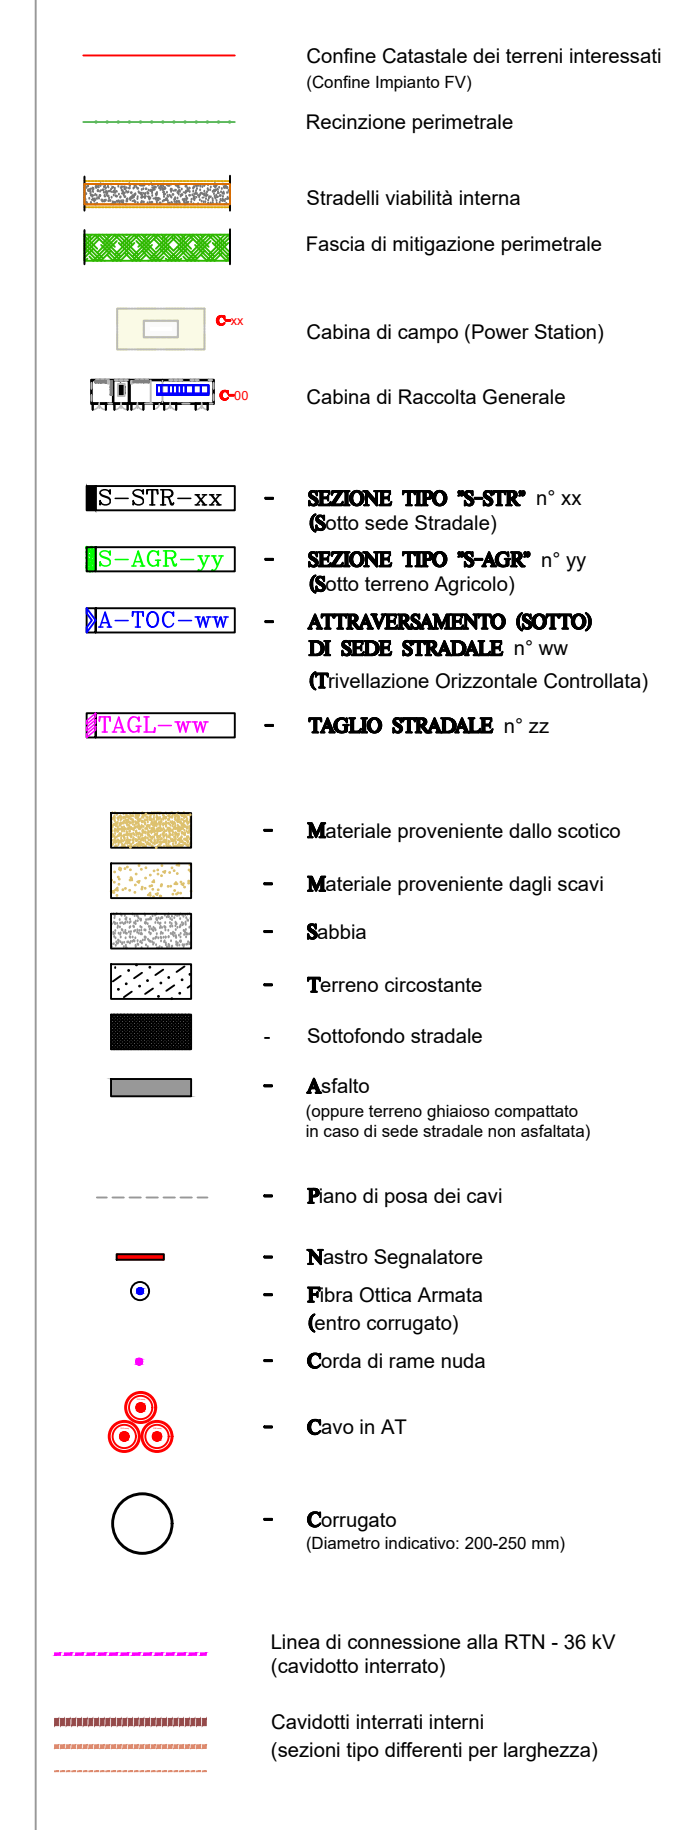 Confine Catastale dei terreni interessati
(Confine Impianto FV)
Recinzione perimetrale
Stradelli viabilità interna
Fascia di mitigazione perimetrale
C-xx
Cabina di campo (Power Station)
C-00
Cabina di Raccolta Generale
S-STR-xx - SEZIONE TIPO "S-STR" n° xx
(Sotto sede Stradale)
S-AGR-yy - SEZIONE TIPO "S-AGR" n° yy
(Sotto terreno Agricolo)
A-TOC-ww - ATTRAVERSAMENTO (SOTTO)
DI SEDE STRADALE n° ww
(Trivellazione Orizzontale Controllata)
TAGL-ww - TAGLIO STRADALE n° zz
- Materiale proveniente dallo scotico
- Materiale proveniente dagli scavi
- Sabbia
- Terreno circostante
- Sottofondo stradale
- Asfalto
(oppure terreno ghiaioso compattato
in caso di sede stradale non asfaltata)
- Piano di posa dei cavi
- Nastro Segnalatore
- Fibra Ottica Armata
(entro corrugato)
- Corda di rame nuda
- Cavo in AT
- Corrugato
(Diametro indicativo: 200-250 mm)
Linea di connessione alla RTN - 36 kV
(cavidotto interrato)
Cavidotti interrati interni
(sezioni tipo differenti per larghezza)